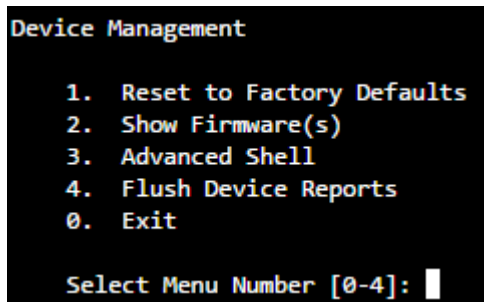 Device Management
1. Reset to Factory Defaults
2. Show Firmware(s)
3. Advanced Shell
4. Flush Device Reports
0. Exit
Select Menu Number [0-4]: